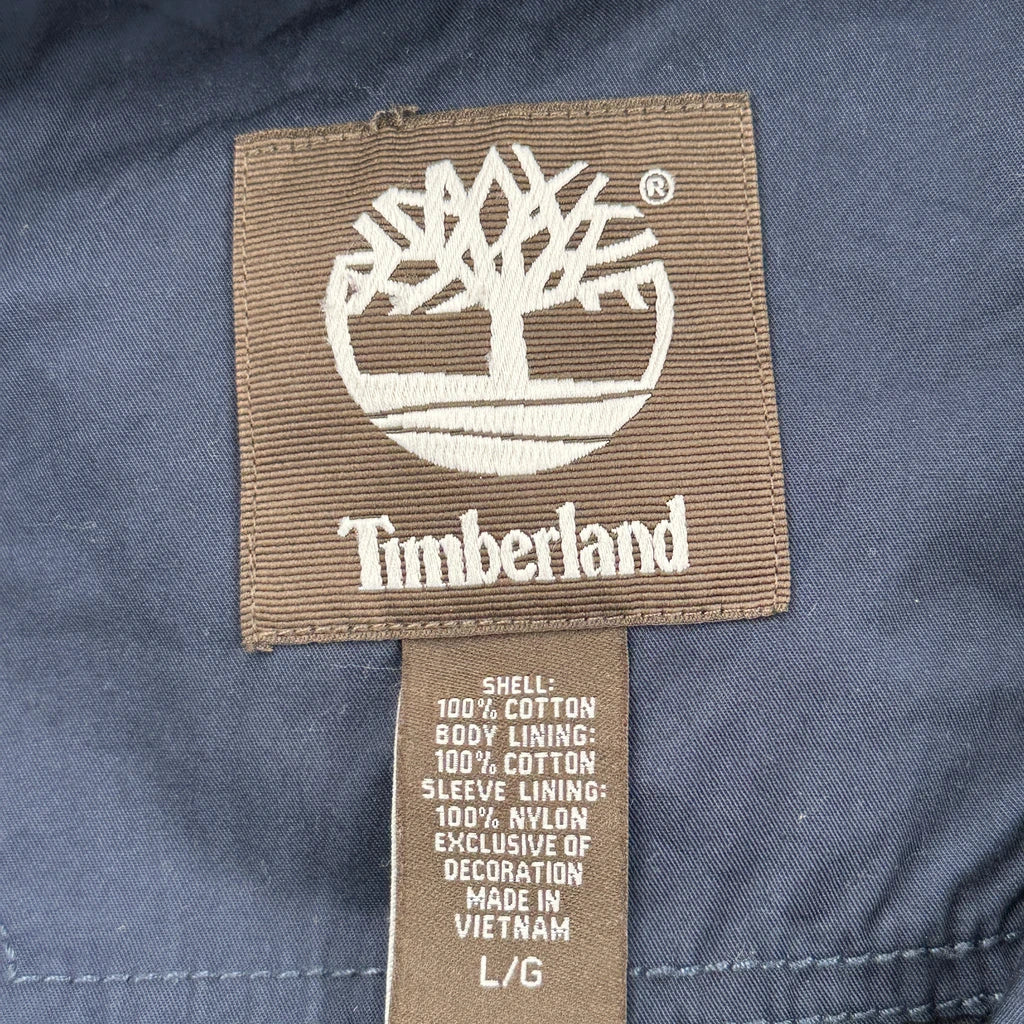 ®
Timberland
SHELL:
100% COTTON
BODY LINING:
100% COTTON
SLEEVE LINING:
100% NYLON
EXCLUSIVE OF
DECORATION
MADE IN
VIETNAM
L/G